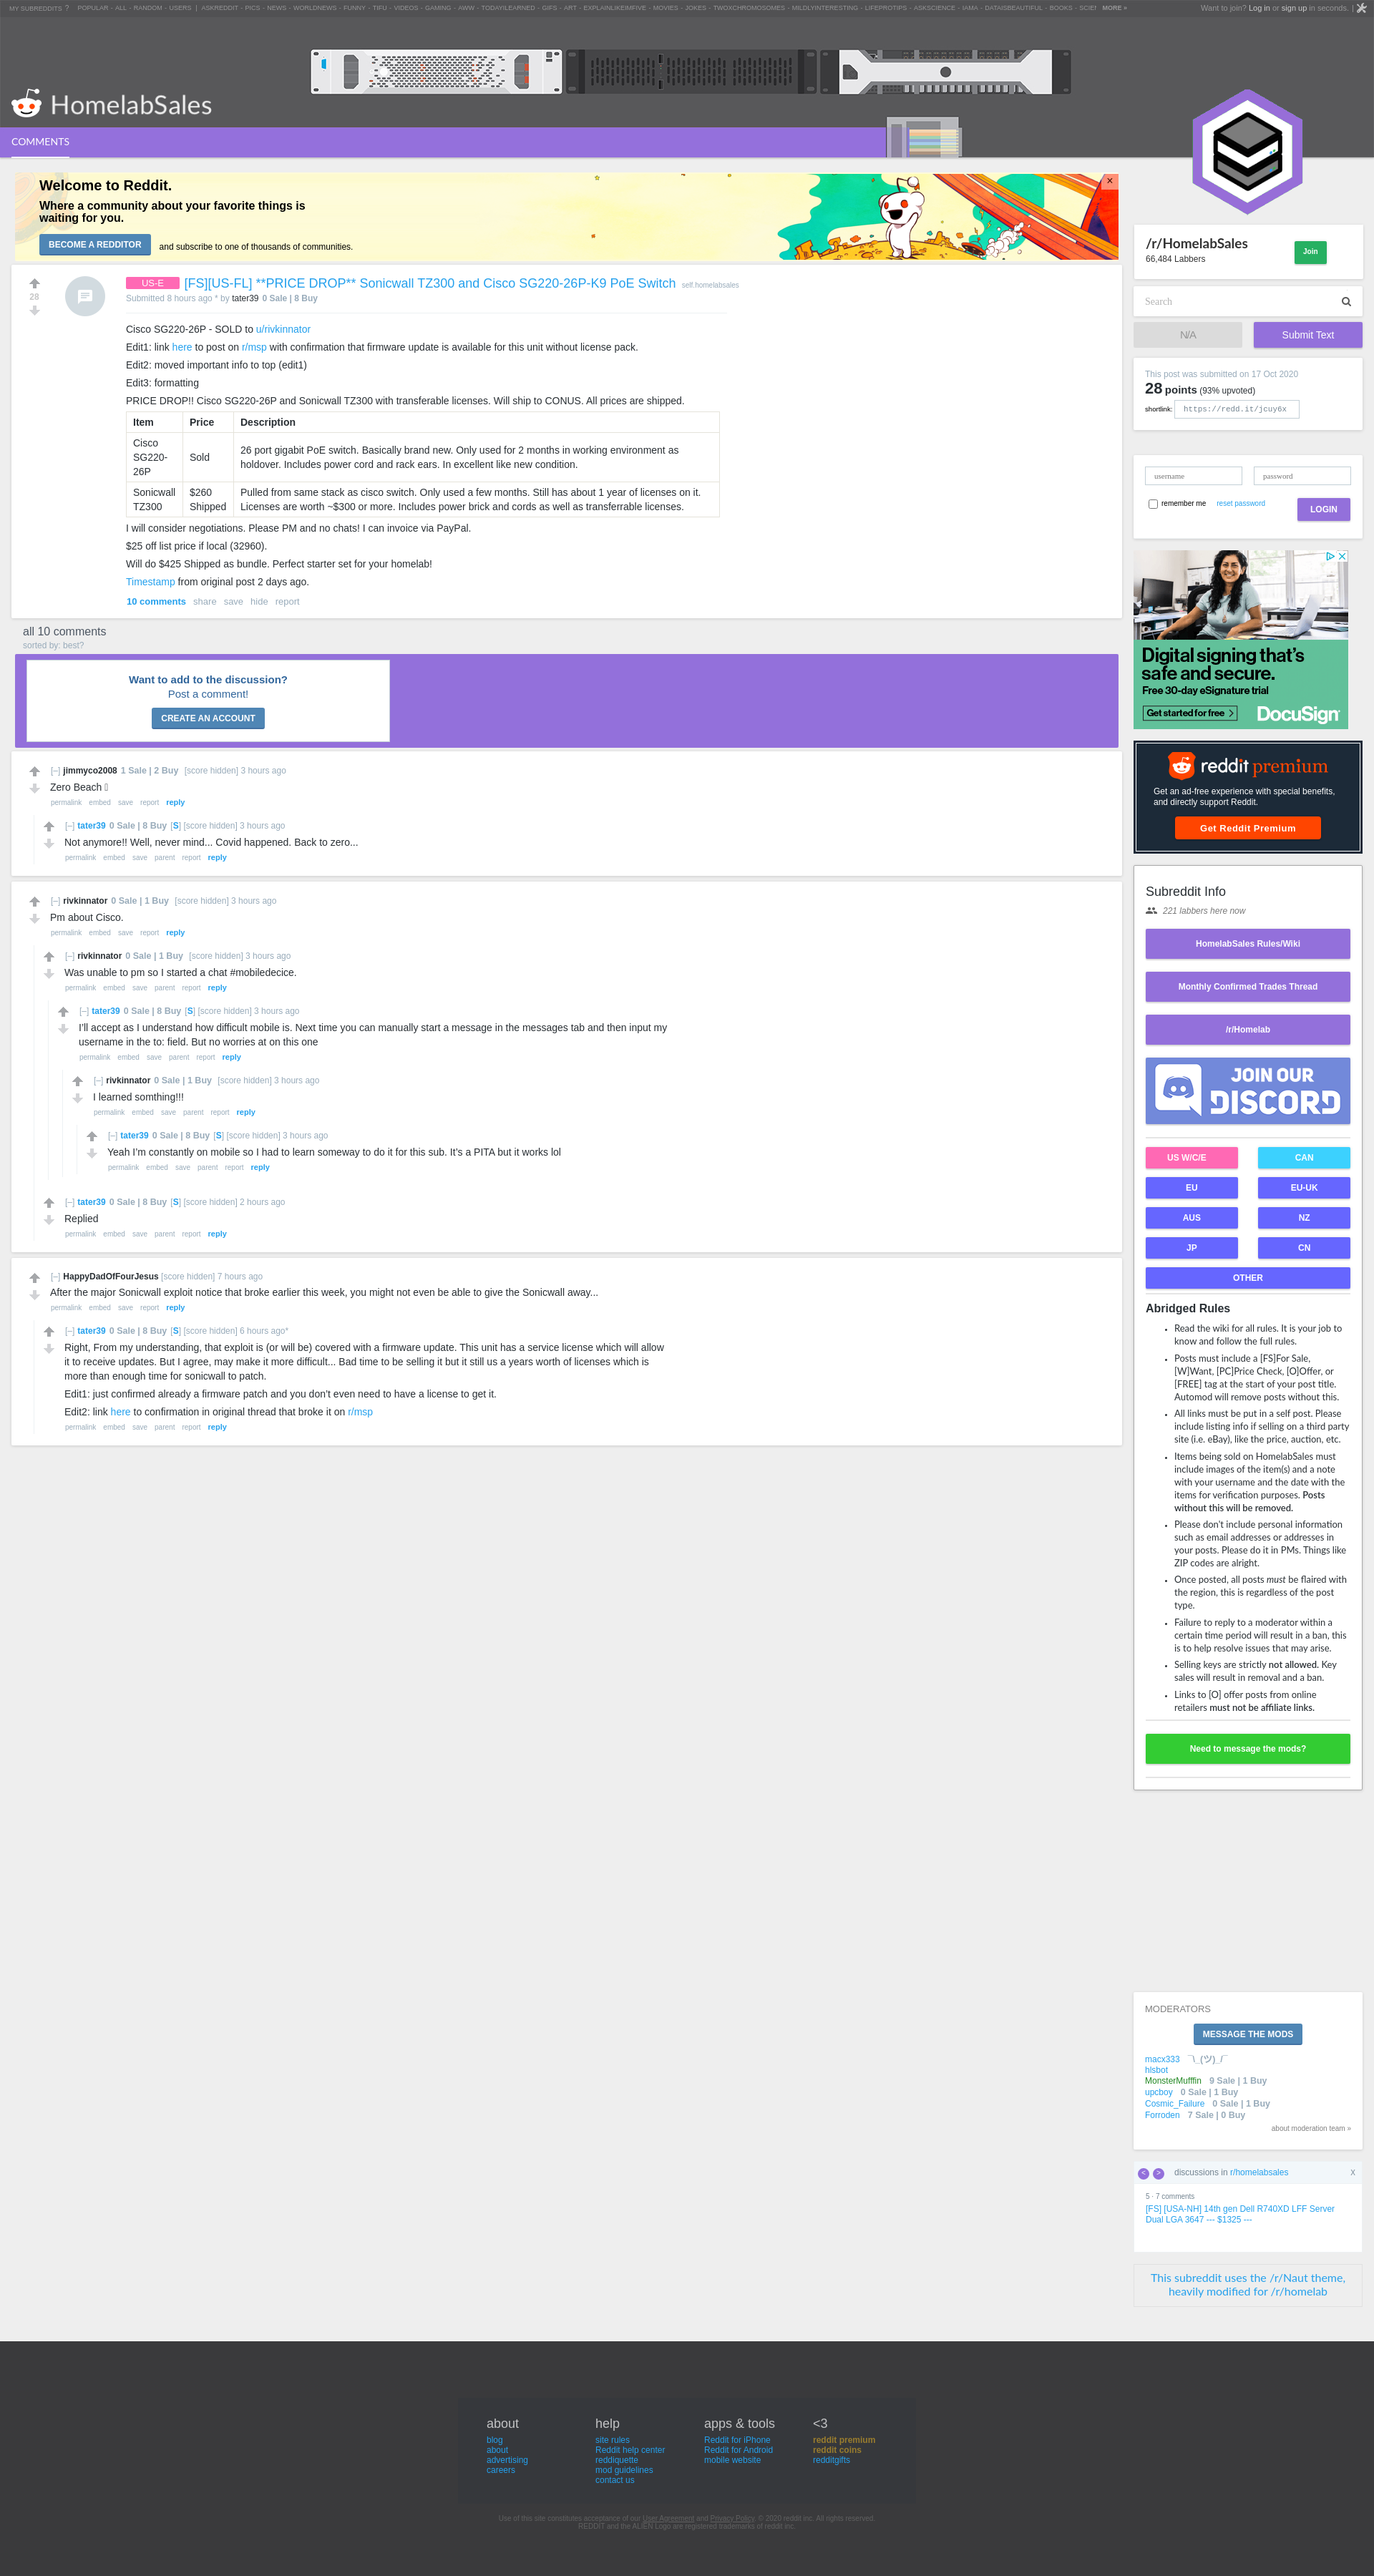 MY SUBREDDITS ? POPULAR - ALL - RANDOM - USERS | ASKREDDIT - PICS - NEWS - WORLDNEWS - FUNNY - TIFU - VIDEOS - GAMING - AWW - TODAYILEARNED - GIFS - ART - EXPLAINLIKEIMFIVE - MOVIES - JOKES - TWOXCHROMOSOMES - MILDLYINTERESTING - LIFEPROTIPS - ASKSCIENCE - IAMA - DATAISBEAUTIFUL - BOOKS - SCIE MORE »
Want to join? Log in or sign up in seconds. |
HomelabSales
COMMENTS
Welcome to Reddit.
Where a community about your favorite things is
waiting for you.
BECOME A REDDITOR and subscribe to one of thousands of communities.
×
28
US-E [FS][US-FL] **PRICE DROP** Sonicwall TZ300 and Cisco SG220-26P-K9 PoE Switch self.homelabsales
Submitted 8 hours ago * by tater39 0 Sale | 8 Buy
Cisco SG220-26P - SOLD to u/rivkinnator
Edit1: link here to post on r/msp with confirmation that firmware update is available for this unit without license pack.
Edit2: moved important info to top (edit1)
Edit3: formatting
PRICE DROP!! Cisco SG220-26P and Sonicwall TZ300 with transferable licenses. Will ship to CONUS. All prices are shipped.
Item Price Description
Cisco
SG220-
26P
Sold
26 port gigabit PoE switch. Basically brand new. Only used for 2 months in working environment as
holdover. Includes power cord and rack ears. In excellent like new condition.
Sonicwall
TZ300
$260
Shipped
Pulled from same stack as cisco switch. Only used a few months. Still has about 1 year of licenses on it.
Licenses are worth ~$300 or more. Includes power brick and cords as well as transferrable licenses.
I will consider negotiations. Please PM and no chats! I can invoice via PayPal.
$25 off list price if local (32960).
Will do $425 Shipped as bundle. Perfect starter set for your homelab!
Timestamp from original post 2 days ago.
10 comments share save hide report
all 10 comments
sorted by: best?
Want to add to the discussion?
Post a comment!
CREATE AN ACCOUNT
[–] jimmyco2008 1 Sale | 2 Buy [score hidden] 3 hours ago
Zero Beach
permalink embed save report reply
[–] tater39 0 Sale | 8 Buy [S] [score hidden] 3 hours ago
Not anymore!! Well, never mind... Covid happened. Back to zero...
permalink embed save parent report reply
[–] rivkinnator 0 Sale | 1 Buy [score hidden] 3 hours ago
Pm about Cisco.
permalink embed save report reply
[–] rivkinnator 0 Sale | 1 Buy [score hidden] 3 hours ago
Was unable to pm so I started a chat #mobiledecice.
permalink embed save parent report reply
[–] tater39 0 Sale | 8 Buy [S] [score hidden] 3 hours ago
I'll accept as I understand how difficult mobile is. Next time you can manually start a message in the messages tab and then input my
username in the to: field. But no worries at on this one
permalink embed save parent report reply
[–] rivkinnator 0 Sale | 1 Buy [score hidden] 3 hours ago
I learned somthing!!!
permalink embed save parent report reply
[–] tater39 0 Sale | 8 Buy [S] [score hidden] 3 hours ago
Yeah I'm constantly on mobile so I had to learn someway to do it for this sub. It's a PITA but it works lol
permalink embed save parent report reply
[–] tater39 0 Sale | 8 Buy [S] [score hidden] 2 hours ago
Replied
permalink embed save parent report reply
[–] HappyDadOfFourJesus [score hidden] 7 hours ago
After the major Sonicwall exploit notice that broke earlier this week, you might not even be able to give the Sonicwall away...
permalink embed save report reply
[–] tater39 0 Sale | 8 Buy [S] [score hidden] 6 hours ago*
Right, From my understanding, that exploit is (or will be) covered with a firmware update. This unit has a service license which will allow
it to receive updates. But I agree, may make it more difficult... Bad time to be selling it but it still us a years worth of licenses which is
more than enough time for sonicwall to patch.
Edit1: just confirmed already a firmware patch and you don't even need to have a license to get it.
Edit2: link here to confirmation in original thread that broke it on r/msp
permalink embed save parent report reply
/r/HomelabSales
66,484 Labbers
Join
Search
N/A Submit Text
This post was submitted on 17 Oct 2020
28 points (93% upvoted)
shortlink: https://redd.it/jcuy6x
username password
remember me reset password LOGIN
Digital signing that's
safe and secure.
Free 30-day eSignature trial
Get started for free > DocuSign
reddit premium
Get an ad-free experience with special benefits,
and directly support Reddit.
Get Reddit Premium
Subreddit Info
221 labbers here now
HomelabSales Rules/Wiki
Monthly Confirmed Trades Thread
/r/Homelab
JOIN OUR
DISCORD
US W/C/E CAN
EU EU-UK
AUS NZ
JP CN
OTHER
Abridged Rules
Read the wiki for all rules. It is your job to
know and follow the full rules.
Posts must include a [FS]For Sale,
[W]Want, [PC]Price Check, [O]Offer, or
[FREE] tag at the start of your post title.
Automod will remove posts without this.
All links must be put in a self post. Please
include listing info if selling on a third party
site (i.e. eBay), like the price, auction, etc.
Items being sold on HomelabSales must
include images of the item(s) and a note
with your username and the date with the
items for verification purposes. Posts
without this will be removed.
Please don't include personal information
such as email addresses or addresses in
your posts. Please do it in PMs. Things like
ZIP codes are alright.
Once posted, all posts must be flaired with
the region, this is regardless of the post
type.
Failure to reply to a moderator within a
certain time period will result in a ban, this
is to help resolve issues that may arise.
Selling keys are strictly not allowed. Key
sales will result in removal and a ban.
Links to [O] offer posts from online
retailers must not be affiliate links.
Need to message the mods?
MODERATORS
MESSAGE THE MODS
macx333 ¯\_(ツ)_/¯
hlsbot
MonsterMufffin 9 Sale | 1 Buy
upcboy 0 Sale | 1 Buy
Cosmic_Failure 0 Sale | 1 Buy
Forroden 7 Sale | 0 Buy
about moderation team »
< > discussions in r/homelabsales X
5 · 7 comments
[FS] [USA-NH] 14th gen Dell R740XD LFF Server
Dual LGA 3647 --- $1325 ---
This subreddit uses the /r/Naut theme,
heavily modified for /r/homelab
about
blog
about
advertising
careers
help
site rules
Reddit help center
reddiquette
mod guidelines
contact us
apps & tools
Reddit for iPhone
Reddit for Android
mobile website
<3
reddit premium
reddit coins
redditgifts
Use of this site constitutes acceptance of our User Agreement and Privacy Policy. © 2020 reddit inc. All rights reserved.
REDDIT and the ALIEN Logo are registered trademarks of reddit inc.